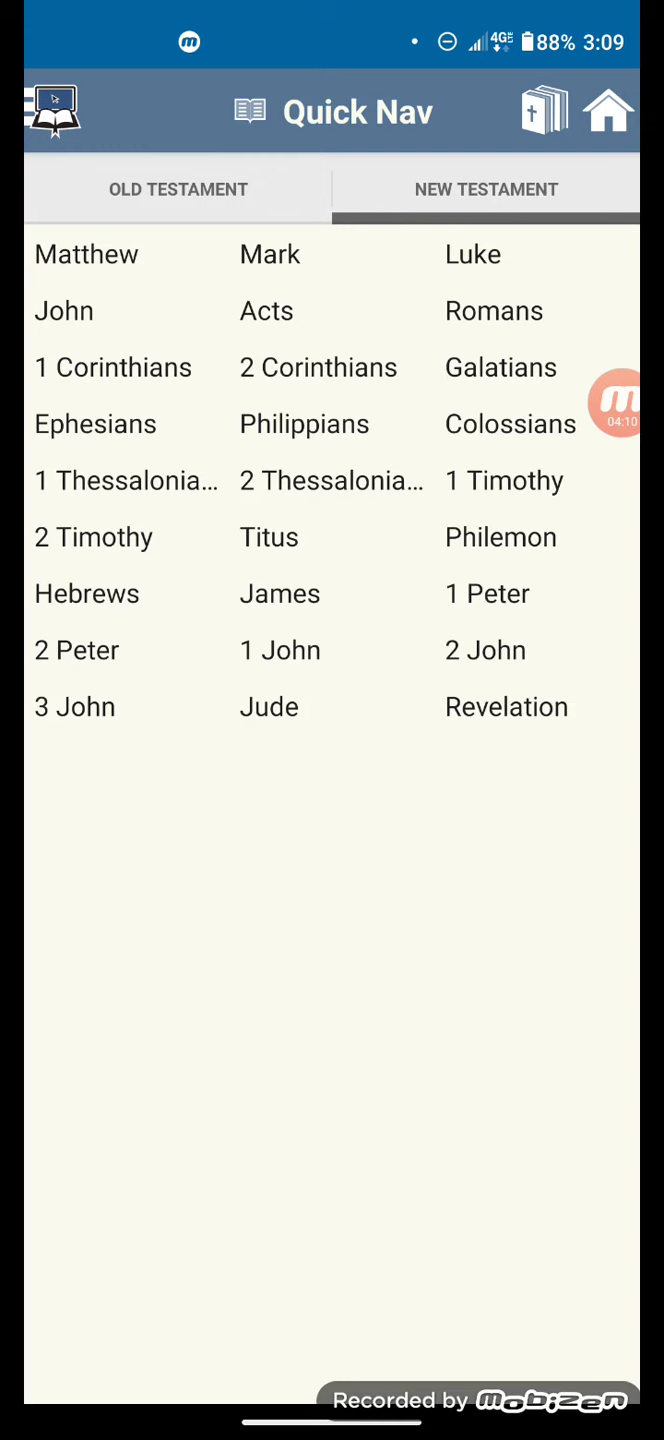 88% 3:09
Quick Nav
OLD TESTAMENT NEW TESTAMENT
Matthew Mark Luke
John Acts Romans
1 Corinthians 2 Corinthians Galatians
Ephesians Philippians Colossians
04:10
1 Thessalonia... 2 Thessalonia... 1 Timothy
2 Timothy Titus Philemon
Hebrews James 1 Peter
2 Peter 1 John 2 John
3 John Jude Revelation
Recorded by mobizen